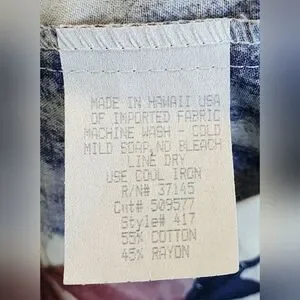 MADE IN HAWAII USA
OF IMPORTED FABRIC
MACHINE WASH - COLD
MILD SOAP NO BLEACH
LINE DRY
USE COOL IRON
R/N# 37145
Cut# 509577
Style# 417
55% COTTON
45% RAYON